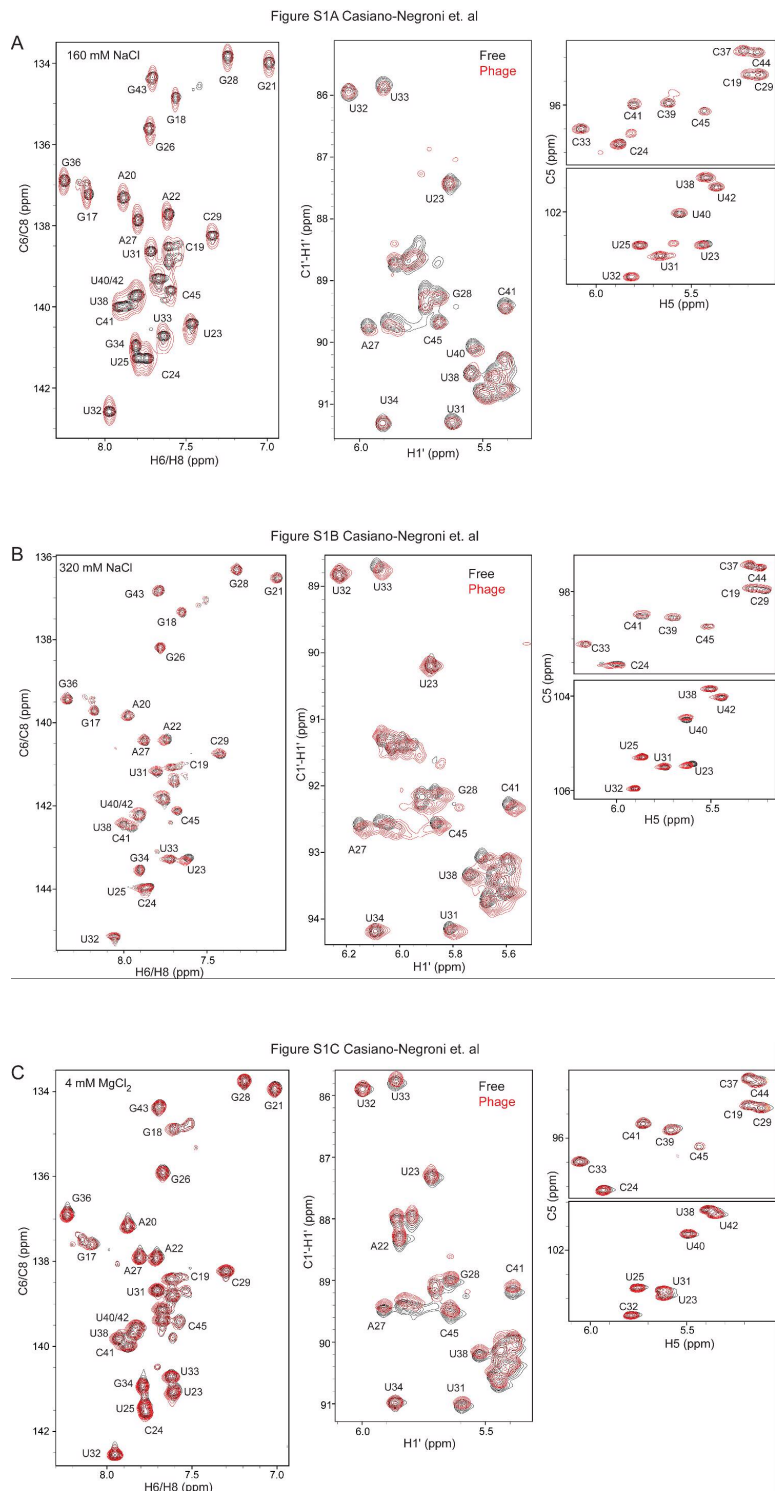 Figure S1A Casiano-Negroni et. al
A
160 mM NaCl
134
136
138
140
142
C6/C8 (ppm)
G43
G28
G21
G18
G26
G36
G17
A20
A22
A27
U31
C29
C19
U40/42
U38
C41
C45
U33
G34
U23
U25
C24
U32
8.0
7.5
7.0
H6/H8 (ppm)
Free
Phage
86
87
88
89
90
91
C1'-H1' (ppm)
U32
U33
U23
G28
C41
A27
C45
U40
U38
U34
U31
6.0
5.5
H1' (ppm)
C37
C44
C19
C29
96
C41
C39
C45
C33
C24
C5 (ppm)
U38
U42
102
U40
U25
U31
U23
U32
6.0
5.5
H5 (ppm)
Figure S1B Casiano-Negroni et. al
B
320 mM NaCl
136
138
140
142
144
C6/C8 (ppm)
G28
G21
G43
G18
G26
G36
G17
A20
A27
A22
C29
U31
C19
U40/42
C45
U38
C41
U33
G34
U23
U25
C24
U32
8.0
7.5
H6/H8 (ppm)
Free
Phage
89
90
91
92
93
94
C1'-H1' (ppm)
U32
U33
U23
G28
C41
A27
C45
U38
U34
U31
6.2
6.0
5.8
5.6
H1' (ppm)
C37
C44
98
C19
C29
C41
C39
C45
C33
C24
C5 (ppm)
104
U38
U42
U40
U25
U31
U23
106
U32
6.0
5.5
H5 (ppm)
Figure S1C Casiano-Negroni et. al
C
4 mM MgCl2
134
136
138
140
142
C6/C8 (ppm)
G28
G21
G43
G18
G26
G36
G17
A20
A27
A22
C29
C19
U31
U40/42
U38
C41
C45
G34
U33
U23
U25
C24
U32
8.0
7.5
7.0
H6/H8 (ppm)
Free
Phage
86
87
88
89
90
91
C1'-H1' (ppm)
U32
U33
U23
A22
G28
C41
A27
C45
U38
U34
U31
6.0
5.5
H1' (ppm)
C37
C44
C19
C29
96
C41
C39
C45
C33
C24
C5 (ppm)
U38
U42
U40
102
U25
U31
U23
C32
6.0
5.5
H5 (ppm)